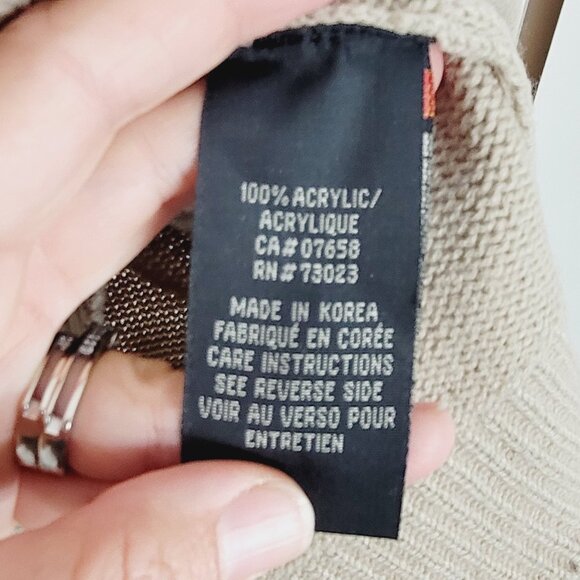 100% ACRYLIC/
ACRYLIQUE
CA# 07658
RN# 73023
MADE IN KOREA
FABRIQUÉ EN CORÉE
CARE INSTRUCTIONS
SEE REVERSE SIDE
VOIR AU VERSO POUR
ENTRETIEN